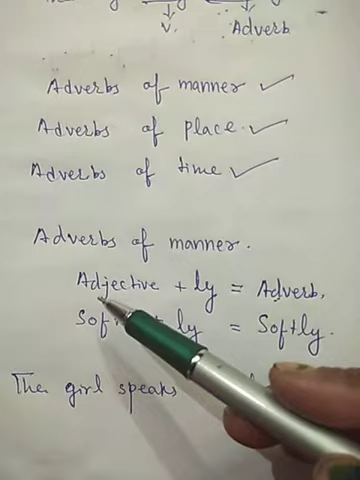 V. Adverb
Adverbs of manner
Adverbs of place.
Adverbs of time
Adverbs of manner.
Adjective + ly = Adverb.
ly = Softly.
The girl speaks